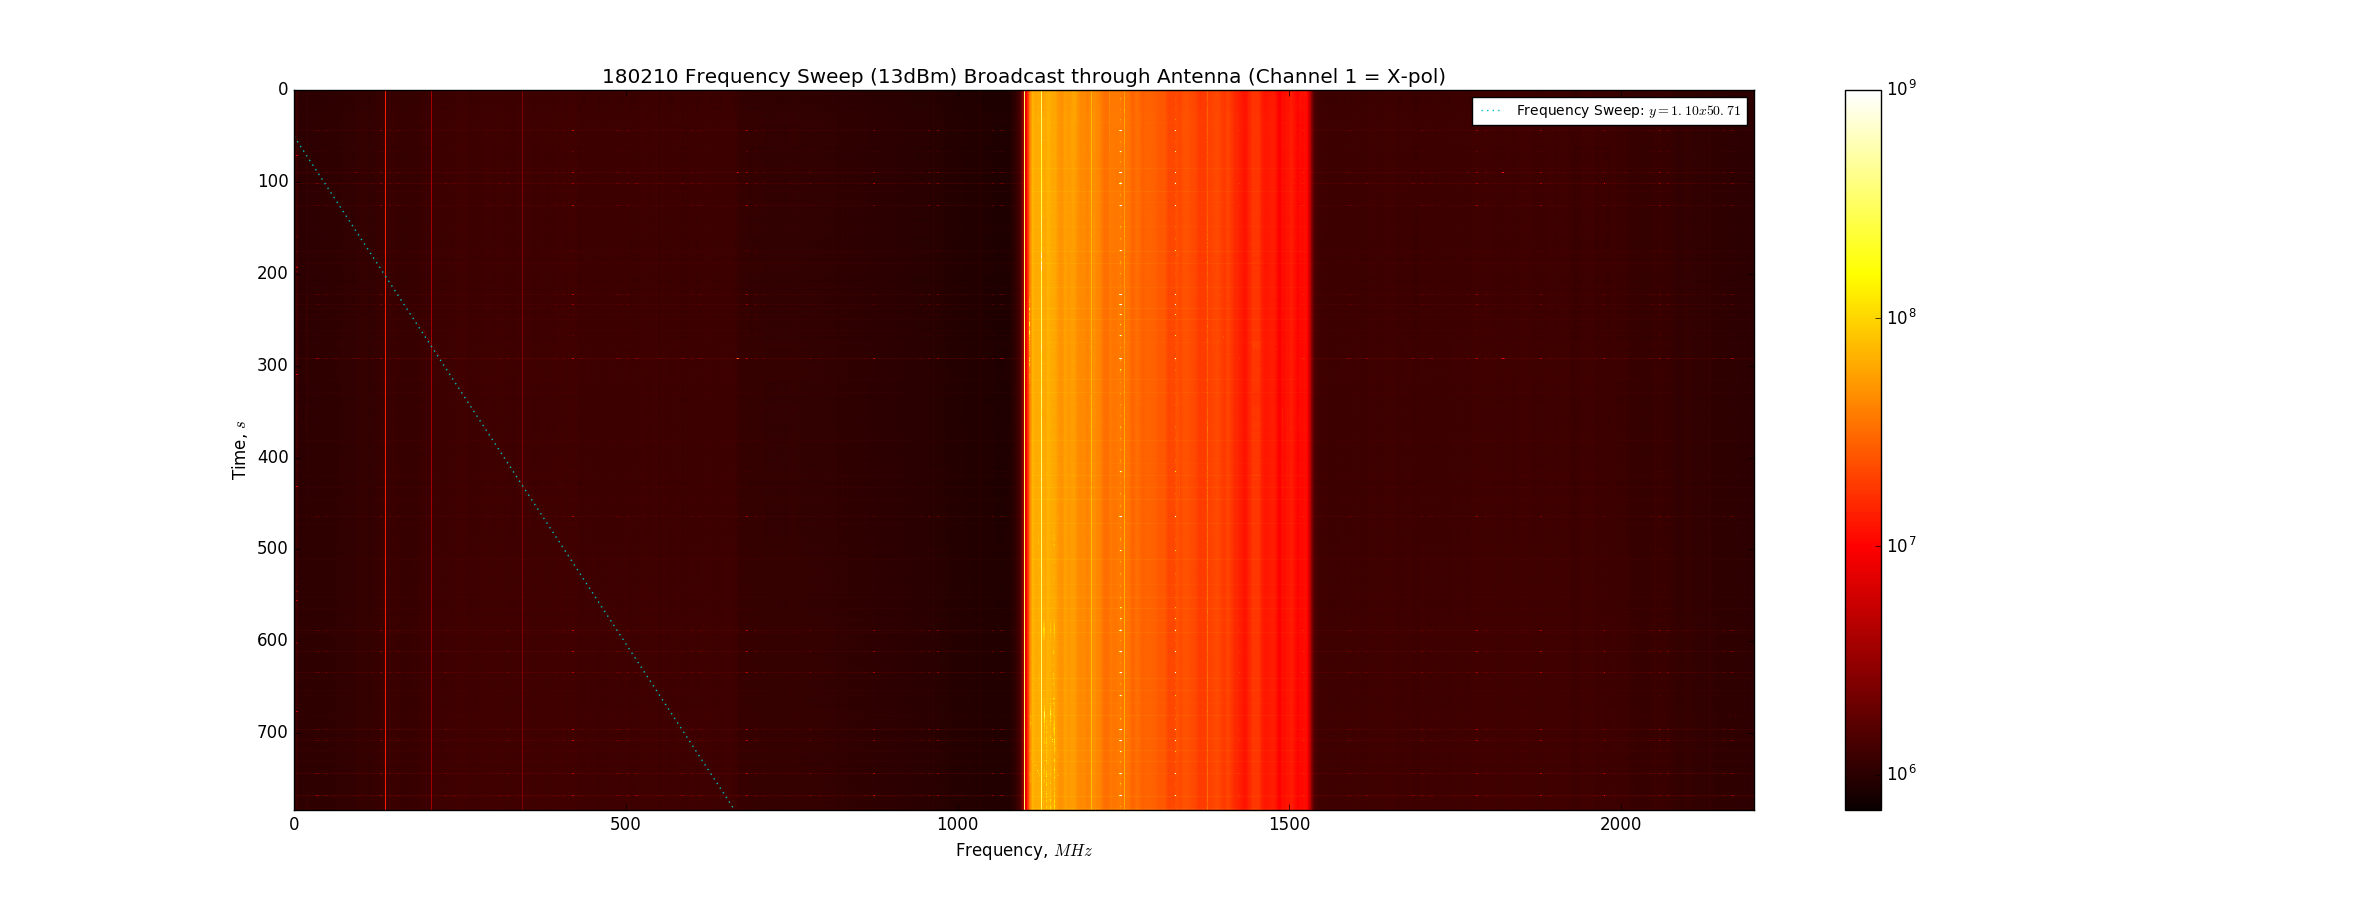 180210 Frequency Sweep (13dBm) Broadcast through Antenna (Channel 1 = X-pol)
Frequency Sweep: y = 1.10x50.71
0
100
200
300
400
500
600
700
Time, s
0 500 1000 1500 2000
Frequency, MHz
10^9
10^8
10^7
10^6